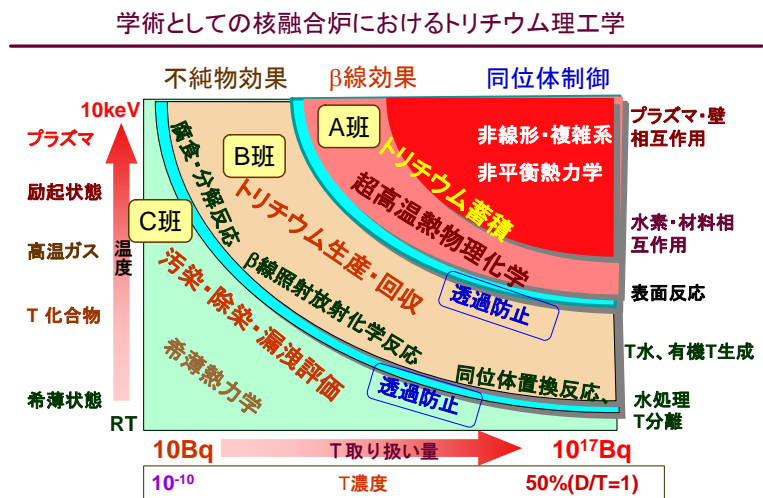 学術としての核融合炉におけるトリチウム理工学
不純物効果 β線効果 同位体制御
10keV
プラズマ
励起状態
高温ガス
T 化合物
希薄状態
RT
温度
A班
B班
C班
非線形・複雑系
非平衡熱力学
トリチウム蓄積
超高温熱物理化学
透過防止
腐食・分解反応
トリチウム生産・回収
β線照射放射化学反応
同位体置換反応、
透過防止
汚染・除染・漏洩評価
希薄熱力学
プラズマ・壁
相互作用
水素・材料相
互作用
表面反応
T水、有機T生成
水処理
T分離
10Bq T取り扱い量 10¹⁷Bq
10⁻¹⁰ T濃度 50%(D/T=1)